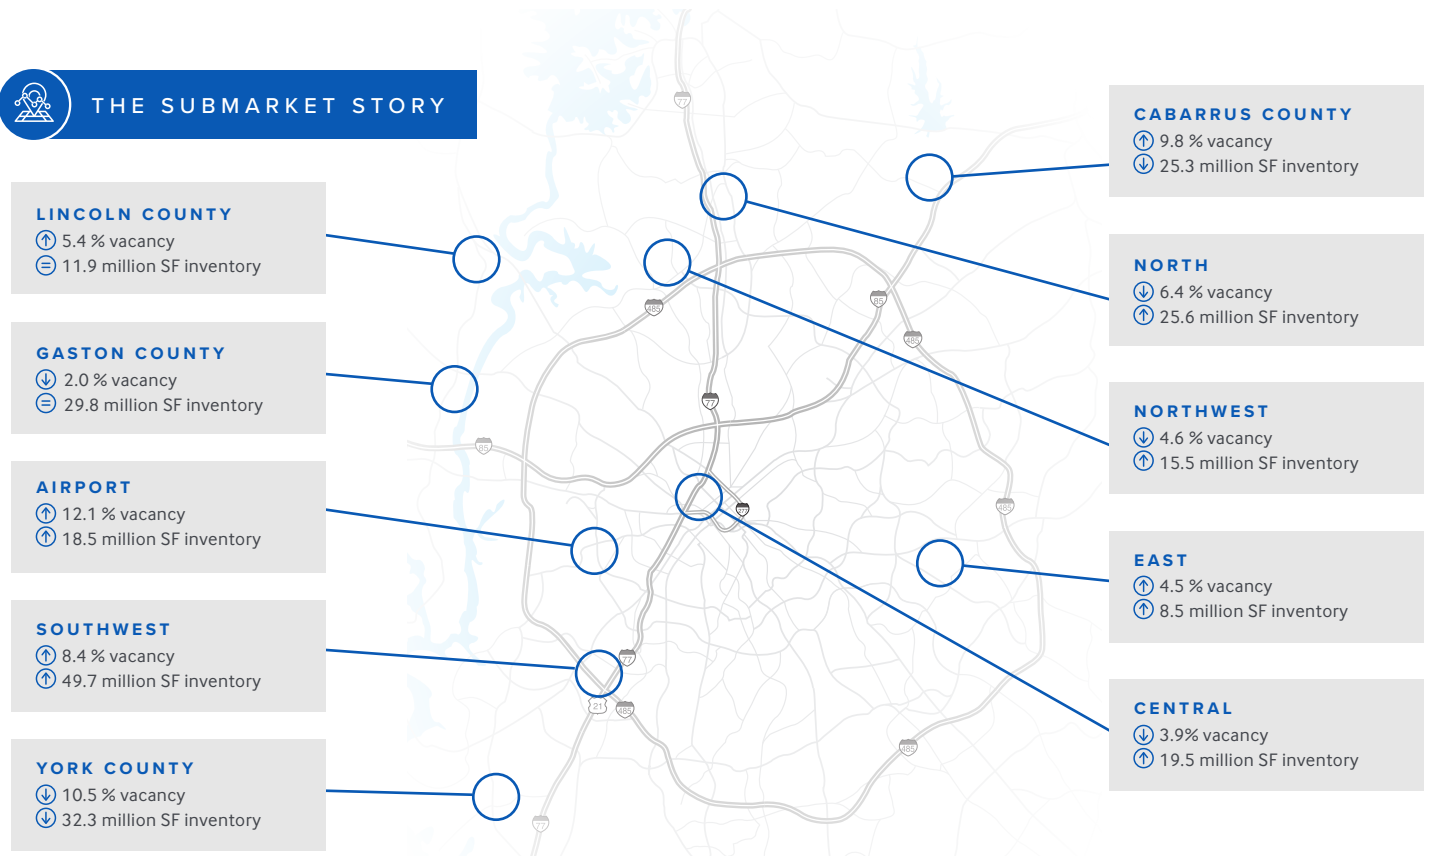 THE SUBMARKET STORY
LINCOLN COUNTY
5.4 % vacancy
11.9 million SF inventory
GASTON COUNTY
2.0 % vacancy
29.8 million SF inventory
AIRPORT
12.1 % vacancy
18.5 million SF inventory
SOUTHWEST
8.4 % vacancy
49.7 million SF inventory
YORK COUNTY
10.5 % vacancy
32.3 million SF inventory
CABARRUS COUNTY
9.8 % vacancy
25.3 million SF inventory
NORTH
6.4 % vacancy
25.6 million SF inventory
NORTHWEST
4.6 % vacancy
15.5 million SF inventory
EAST
4.5 % vacancy
8.5 million SF inventory
CENTRAL
3.9% vacancy
19.5 million SF inventory
77
485
85
485
77
85
485
277
77
21
485
485
77